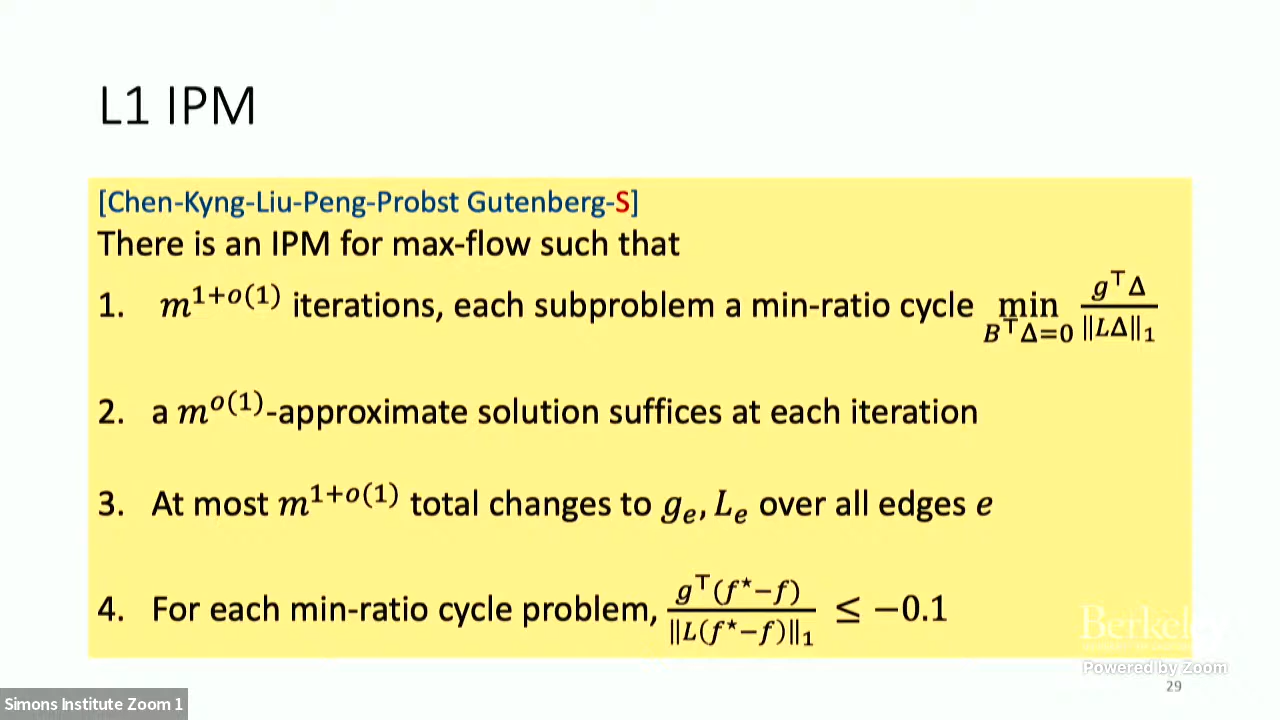 L1 IPM
[Chen-Kyng-Liu-Peng-Probst Gutenberg-S]
There is an IPM for max-flow such that
1. m^{1+o(1)} iterations, each subproblem a min-ratio cycle min_{B^⊤Δ=0} g^⊤Δ / ‖LΔ‖₁
2. a m^{o(1)}-approximate solution suffices at each iteration
3. At most m^{1+o(1)} total changes to g_e, L_e over all edges e
4. For each min-ratio cycle problem, g^⊤(f*−f) / ‖L(f*−f)‖₁ ≤ −0.1
Berkeley
Powered by Zoom
29
Simons Institute Zoom 1